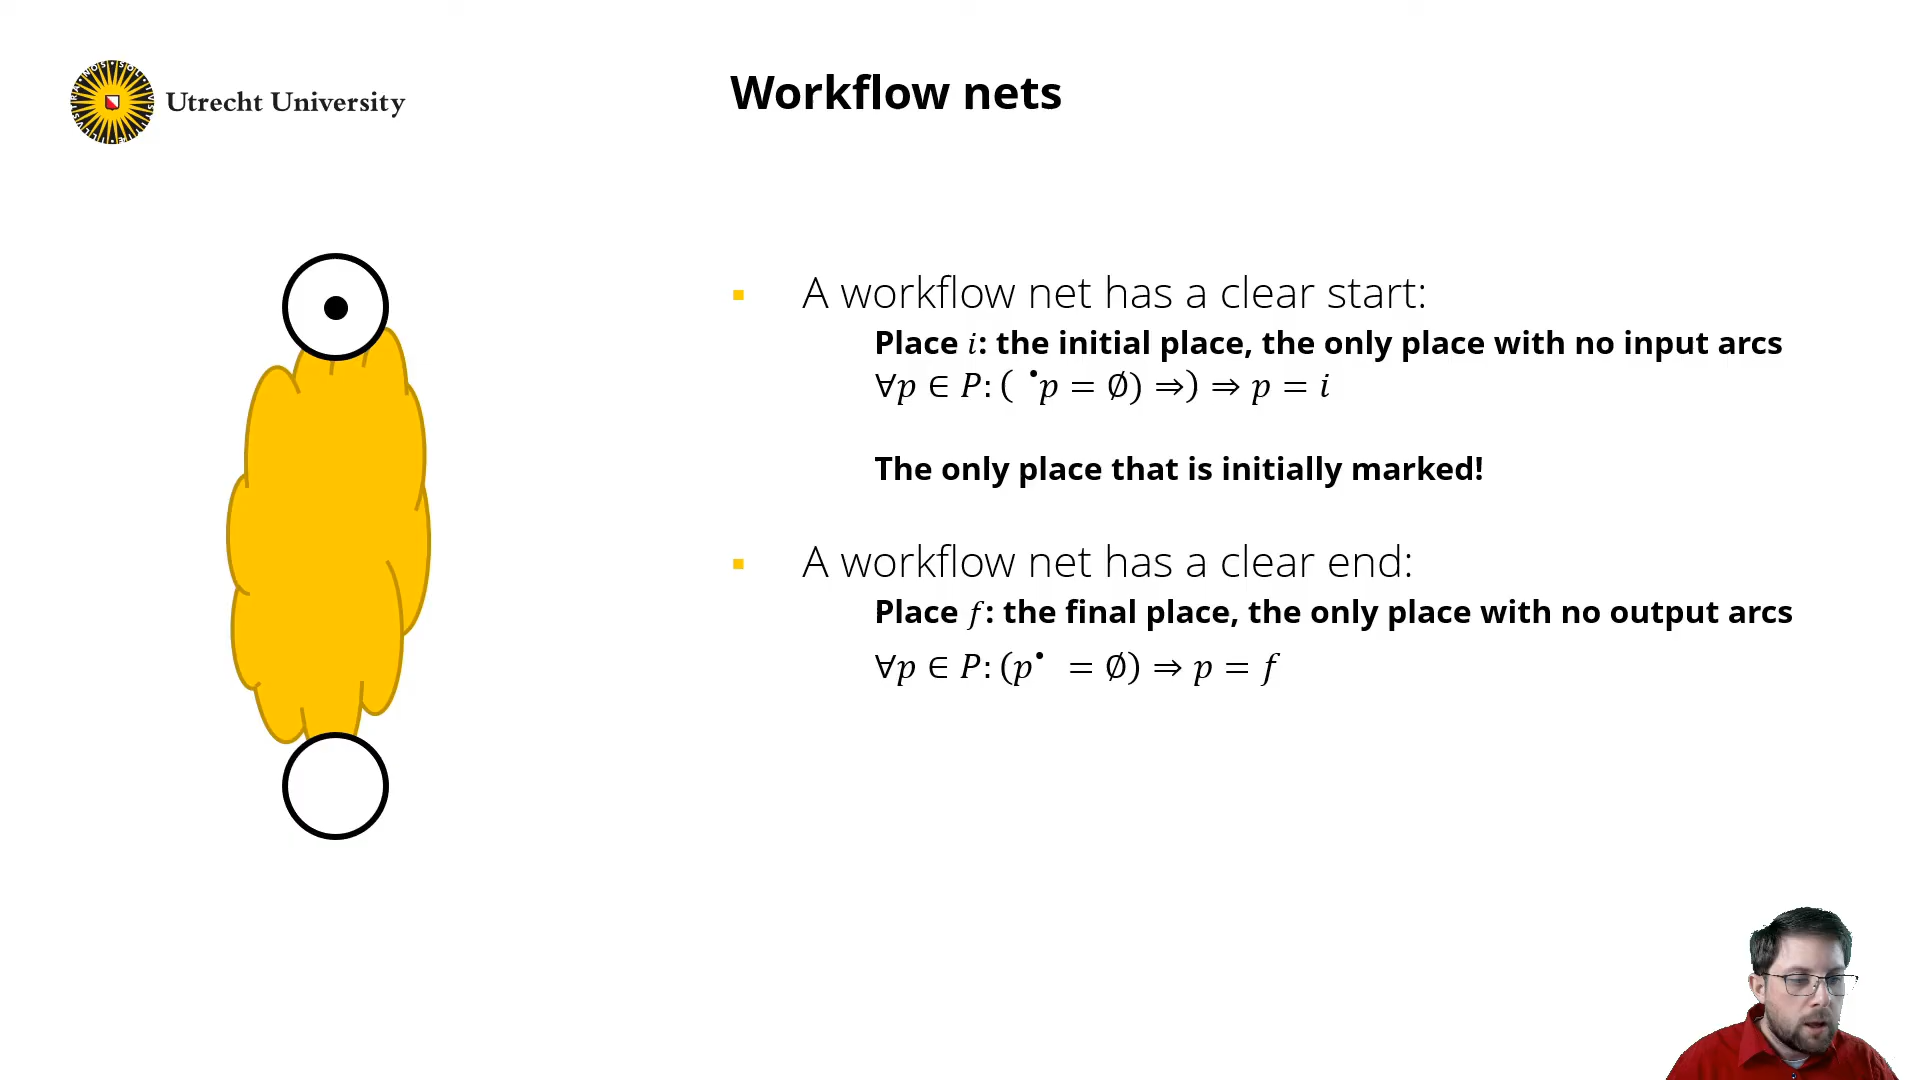 Utrecht University
Workflow nets
▪ A workflow net has a clear start:
Place 𝑖: the initial place, the only place with no input arcs
∀𝑝 ∈ 𝑃: ( •𝑝 = ∅) ⇒) ⇒ 𝑝 = 𝑖
The only place that is initially marked!
▪ A workflow net has a clear end:
Place 𝑓: the final place, the only place with no output arcs
∀𝑝 ∈ 𝑃: (𝑝• = ∅) ⇒ 𝑝 = 𝑓